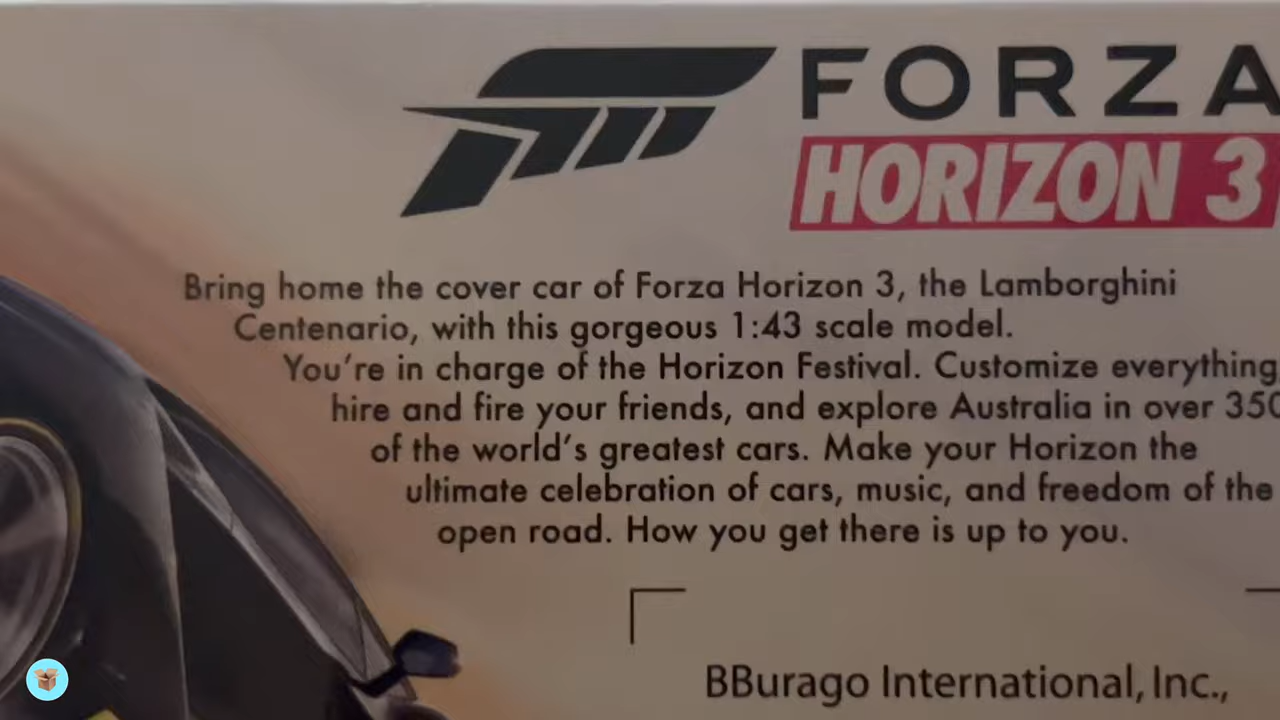 FORZA
HORIZON 3
Bring home the cover car of Forza Horizon 3, the Lamborghini
Centenario, with this gorgeous 1:43 scale model.
You're in charge of the Horizon Festival. Customize everything
hire and fire your friends, and explore Australia in over 350
of the world's greatest cars. Make your Horizon the
ultimate celebration of cars, music, and freedom of the
open road. How you get there is up to you.
BBurago International, Inc.,